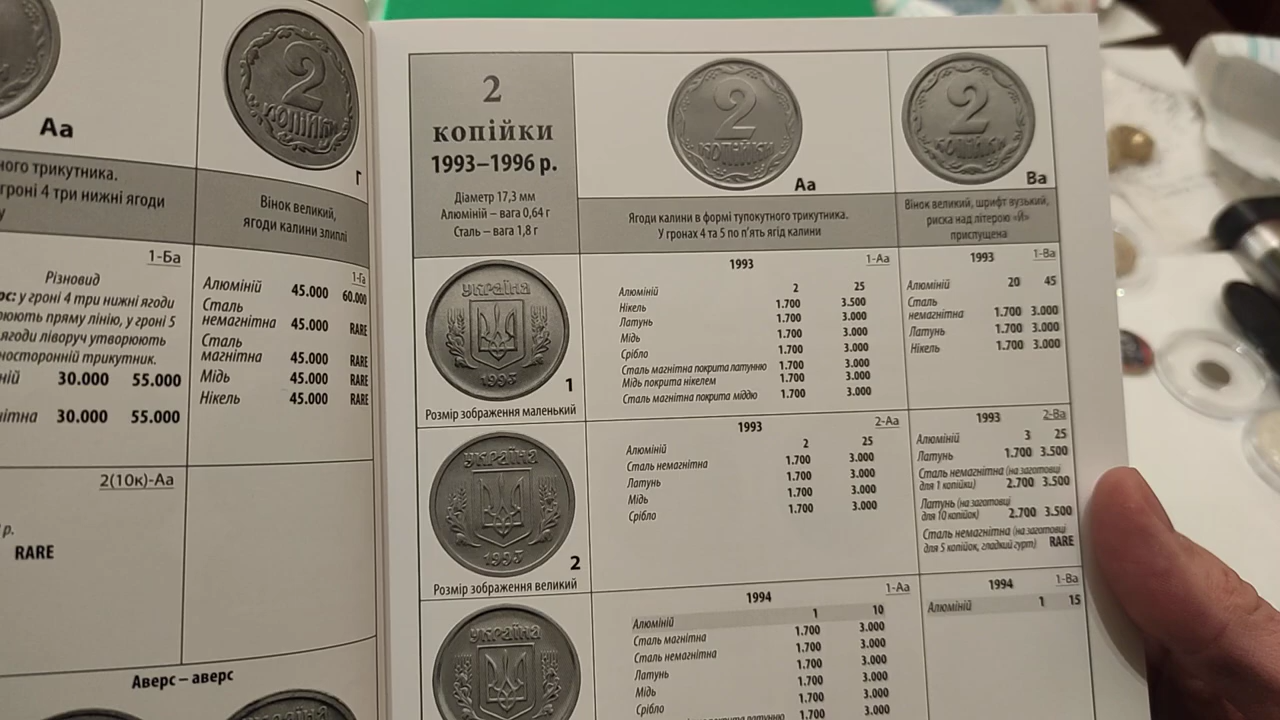 Аа
ного трикутника.
гроні 4 три нижні ягоди
у
1-Ба
Різновид
рс: у гроні 4 три нижні ягоди
рюють пряму лінію, у гроні 5
ягоди ліворуч утворюють
носторонній трикутник.
ній 30.000 55.000
нітна 30.000 55.000
2(10к)-Аа
р.
RARE
2
КОПІЙКИ
Г
Вінок великий,
ягоди калини злиплі
1-Га
Алюміній 45.000 60.000
Сталь
немагнітна 45.000 RARE
Сталь
магнітна 45.000 RARE
Мідь 45.000 RARE
Нікель 45.000 RARE
Аверс – аверс
2
копійки
1993–1996 р.
Діаметр 17,3 мм
Алюміній – вага 0,64 г
Сталь – вага 1,8 г
2
КОПІЙКИ
Аа
Ягоди калини в формі тупокутного трикутника.
У гронах 4 та 5 по п'ять ягід калини
2
КОПІЙКИ
Ва
Вінок великий, шрифт вузький,
риска над літерою «Й»
приспущена
УКРАЇНА
1993
1
Розмір зображення маленький
1993 1-Аа
Алюміній 2 25
Нікель 1.700 3.500
Латунь 1.700 3.000
Мідь 1.700 3.000
Срібло 1.700 3.000
Сталь магнітна покрита латунню 1.700 3.000
Мідь покрита нікелем 1.700 3.000
Сталь магнітна покрита міддю 1.700 3.000
1993 1-Ва
Алюміній 20 45
Сталь
немагнітна 1.700 3.000
Латунь 1.700 3.000
Нікель 1.700 3.000
УКРАЇНА
1993
2
Розмір зображення великий
1993 2-Аа
Алюміній 2 25
Сталь немагнітна 1.700 3.000
Латунь 1.700 3.000
Мідь 1.700 3.000
Срібло 1.700 3.000
1993 2-Ва
Алюміній 3 25
Латунь 1.700 3.500
Сталь немагнітна (на заготовці
для 1 копійки) 2.700 3.500
Латунь (на заготовці
для 10 копійок) 2.700 3.500
Сталь немагнітна (на заготовці
для 5 копійок, гладкий гурт) RARE
УКРАЇНА
1994 1-Аа
Алюміній 1 10
Сталь магнітна 1.700 3.000
Сталь немагнітна 1.700 3.000
Латунь 1.700 3.000
Мідь 1.700 3.000
Срібло 1.700 3.000
1.700 3.000
1994 1-Ва
Алюміній 1 15